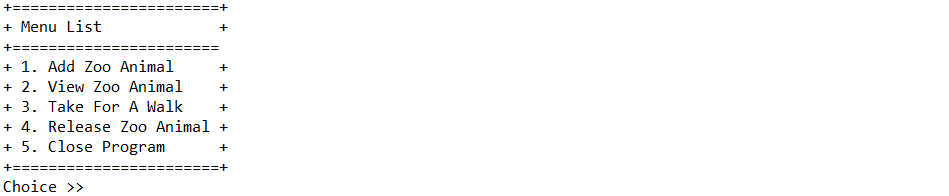 +=======================+
+ Menu List             +
+=======================
+ 1. Add Zoo Animal     +
+ 2. View Zoo Animal    +
+ 3. Take For A Walk    +
+ 4. Release Zoo Animal +
+ 5. Close Program      +
+=======================+
Choice >>